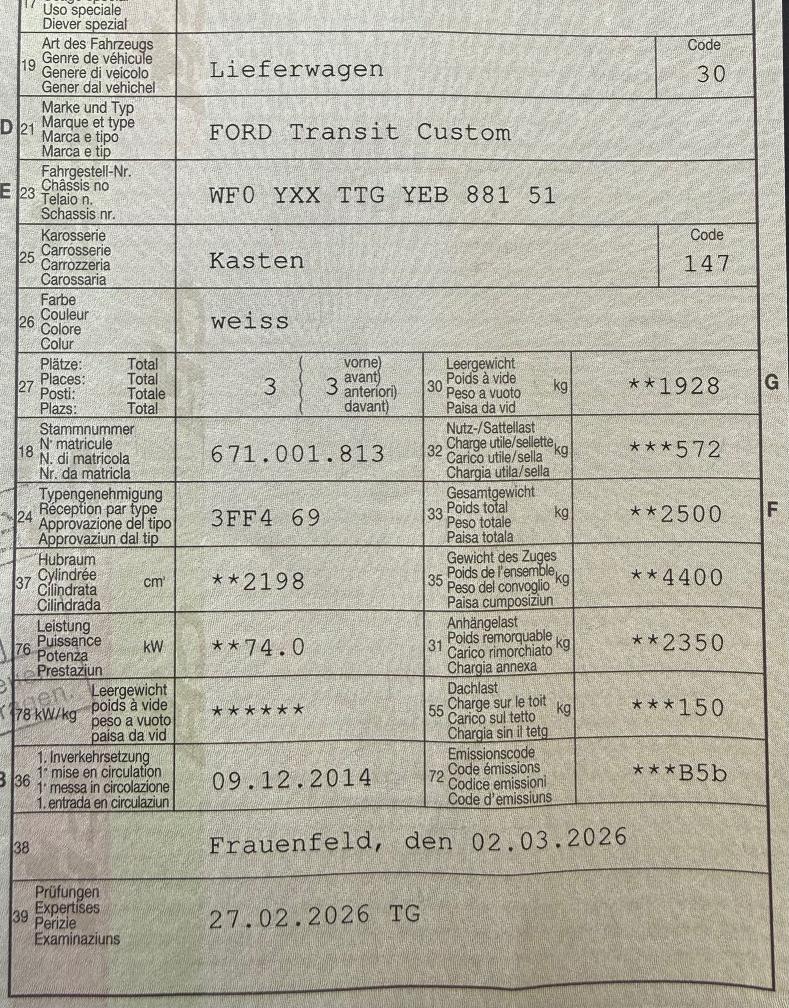 17
Uso speciale
Diever spezial
19 Art des Fahrzeugs
Genre de véhicule
Genere di veicolo
Gener dal vehichel
Lieferwagen
Code
30
D 21 Marke und Typ
Marque et type
Marca e tipo
Marca e tip
FORD Transit Custom
E 23 Fahrgestell-Nr.
Châssis no
Telaio n.
Schassis nr.
WF0 YXX TTG YEB 881 51
25 Karosserie
Carrosserie
Carrozzeria
Carossaria
Kasten
Code
147
26 Farbe
Couleur
Colore
Colur
weiss
27 Plätze: Total
Places: Total
Posti: Totale
Plazs: Total
3 ( 3 vorne)
avant)
anteriori)
davant)
30 Leergewicht
Poids à vide kg
Peso a vuoto
Paisa da vid
**1928 G
18 Stammnummer
N° matricule
N. di matricola
Nr. da matricla
671.001.813
32 Nutz-/Sattellast
Charge utile/sellette kg
Carico utile/sella
Chargia utila/sella
***572
24 Typengenehmigung
Réception par type
Approvazione del tipo
Approvaziun dal tip
3FF4 69
33 Gesamtgewicht
Poids total kg
Peso totale
Paisa totala
**2500 F
37 Hubraum
Cylindrée cm³
Cilindrata
Cilindrada
**2198
35 Gewicht des Zuges
Poids de l'ensemble kg
Peso del convoglio
Paisa cumposiziun
**4400
76 Leistung
Puissance kW
Potenza
Prestaziun
**74.0
31 Anhängelast
Poids remorquable kg
Carico rimorchiato
Chargia annexa
**2350
78 kW/kg Leergewicht
poids à vide
peso a vuoto
paisa da vid
******
55 Dachlast
Charge sur le toit kg
Carico sul tetto
Chargia sin il tetg
***150
36 1. Inverkehrsetzung
1re mise en circulation
1a messa in circolazione
1. entrada en circulaziun
09.12.2014
72 Emissionscode
Code émissions
Codice emissioni
Code d'emissiuns
***B5b
38 Frauenfeld, den 02.03.2026
39 Prüfungen
Expertises
Perizie
Examinaziuns
27.02.2026 TG